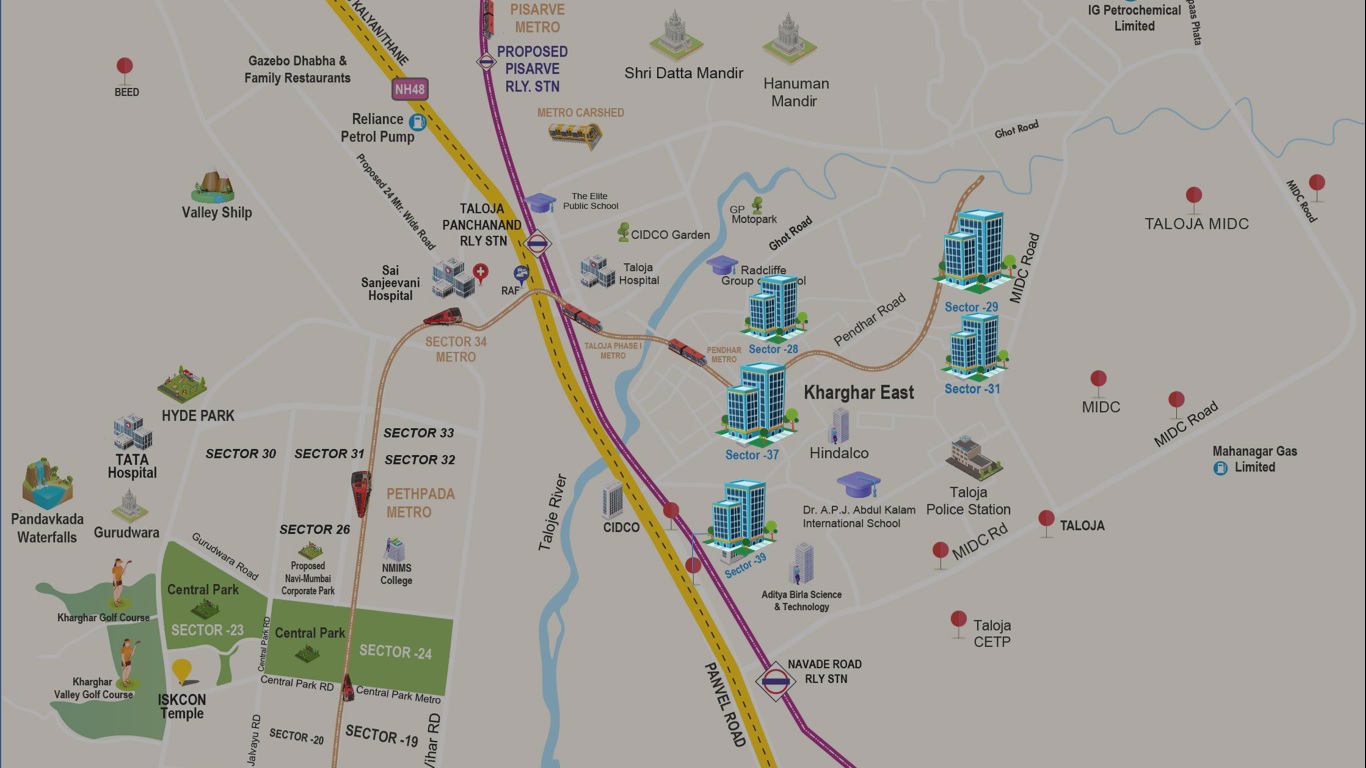 KALYAN/THANE
PISARVE
METRO
PROPOSED
PISARVE
RLY. STN
Shri Datta Mandir
Hanuman
Mandir
IG Petrochemical
Limited
Phata
Gazebo Dhabha &
Family Restaurants
BEED
NH48
Reliance
Petrol Pump
METRO CARSHED
Ghot Road
Proposed 24 Mtr. Wide Road
Valley Shilp
TALOJA
PANCHANAND
RLY STN
The Elite
Public School
CIDCO Garden
GP
Motopark
Ghot Road
TALOJA MIDC
MIDC Road
Sai
Sanjeevani
Hospital
RAF
Taloja
Hospital
Radcliffe
Group
MIDC Road
Sector -29
Pendhar Road
Sector -28
SECTOR 34
METRO
TALOJA PHASE I
METRO
PENDHAR
METRO
Kharghar East
Sector -31
MIDC
MIDC Road
HYDE PARK
TATA
Hospital
SECTOR 33
SECTOR 30
SECTOR 31
SECTOR 32
Sector -37
Hindalco
Mahanagar Gas
Limited
PETHPADA
METRO
Taloja
Police Station
Pandavkada
Waterfalls
Gurudwara
SECTOR 26
Taloje River
CIDCO
Dr. A.P.J. Abdul Kalam
International School
TALOJA
MIDC Rd
Gurudwara Road
Proposed
Navi-Mumbai
Corporate Park
NMIMS
College
Sector -39
Aditya Birla Science
& Technology
Central Park
SECTOR -23
Kharghar Golf Course
Central Park RD
Central Park
SECTOR -24
Taloja
CETP
Kharghar
Valley Golf Course
ISKCON
Temple
Central Park RD
Central Park Metro
NAVADE ROAD
RLY STN
PANVEL ROAD
Jalvayu RD
SECTOR -20
SECTOR -19
Vihar RD